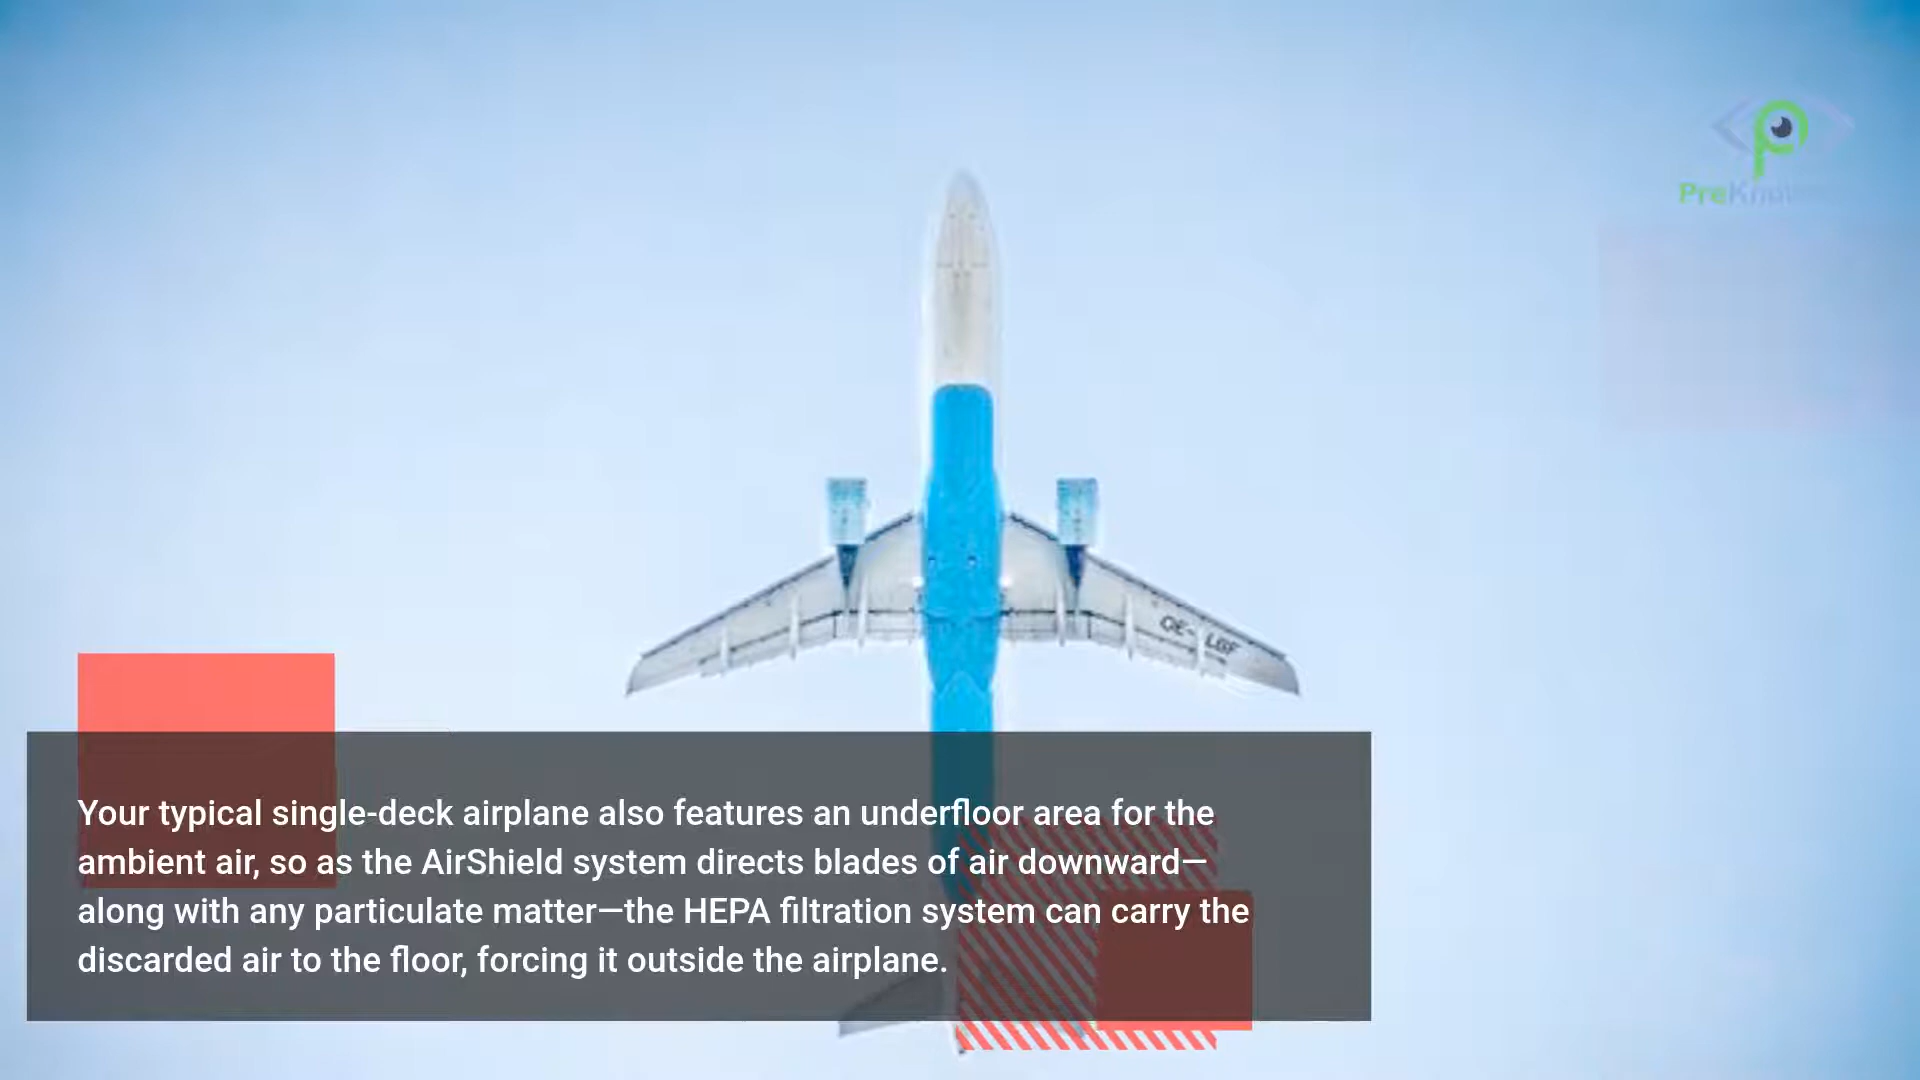 Your typical single-deck airplane also features an underfloor area for the
ambient air, so as the AirShield system directs blades of air downward—
along with any particulate matter—the HEPA filtration system can carry the
discarded air to the floor, forcing it outside the airplane.